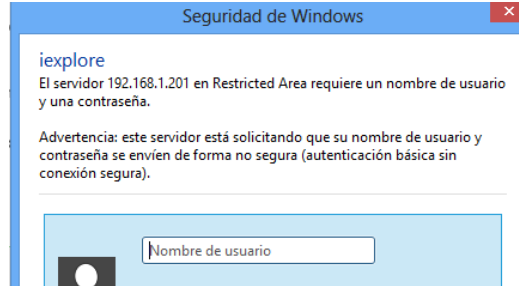 Seguridad de Windows
iexplore
El servidor 192.168.1.201 en Restricted Area requiere un nombre de usuario
y una contraseña.
Advertencia: este servidor está solicitando que su nombre de usuario y
contraseña se envíen de forma no segura (autenticación básica sin
conexión segura).
Nombre de usuario